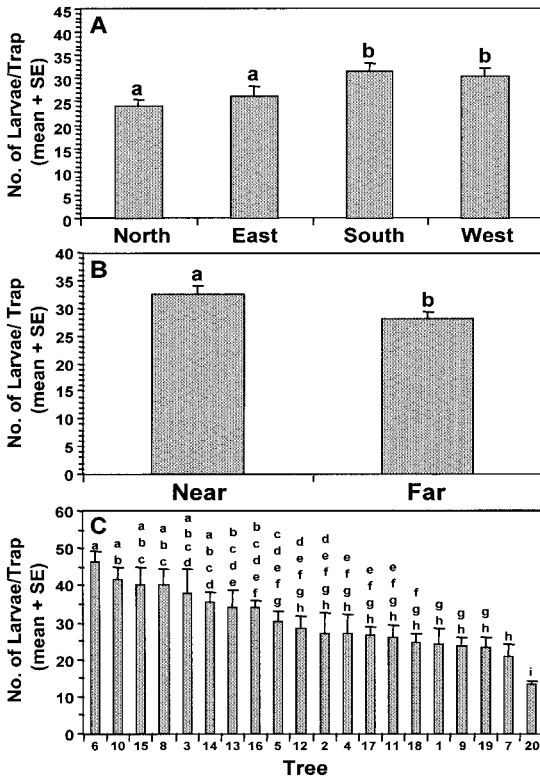 A
No. of Larvae/Trap
(mean + SE)
45
40
35
30
25
20
15
10
5
0
a
a
b
b
North East South West
B
No. of Larvae/ Trap
(mean + SE)
40
35
30
25
20
15
10
5
0
a
b
Near Far
C
No. of Larvae/Trap
(mean + SE)
60
50
40
30
20
10
0
a
a b
a b c
a b c
a b c d
a b c d
b c d e
b c d e f
c d e f g
d e f g h
d e f g h
e f g h
e f g h
e f g h
f g h
g h
g h
g h
h
i
6 10 15 8 3 14 13 16 5 12 2 4 17 11 18 1 9 19 7 20
Tree